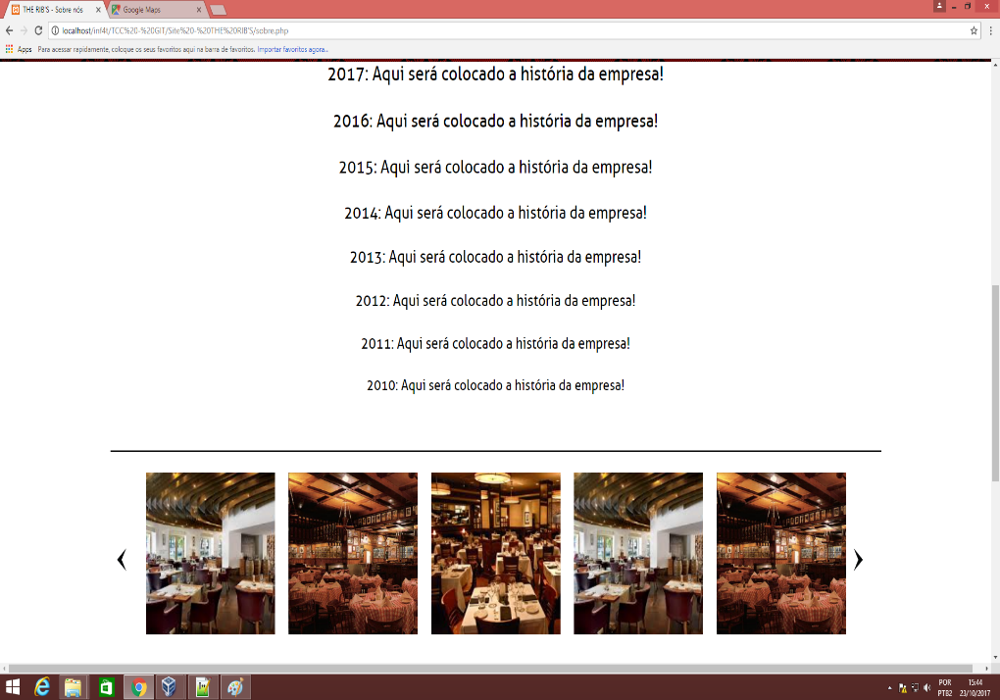 THE RIB'S - Sobre nós
Google Maps
localhost/inf4t/TCC%20-%20GIT/Site%20-%20THE%20RIB'S/sobre.php
Apps Para acessar rapidamente, coloque os seus favoritos aqui na barra de favoritos. Importar favoritos agora...
2017: Aqui será colocado a história da empresa!
2016: Aqui será colocado a história da empresa!
2015: Aqui será colocado a história da empresa!
2014: Aqui será colocado a história da empresa!
2013: Aqui será colocado a história da empresa!
2012: Aqui será colocado a história da empresa!
2011: Aqui será colocado a história da empresa!
2010: Aqui será colocado a história da empresa!
POR 15:44
PTB2 23/10/2017